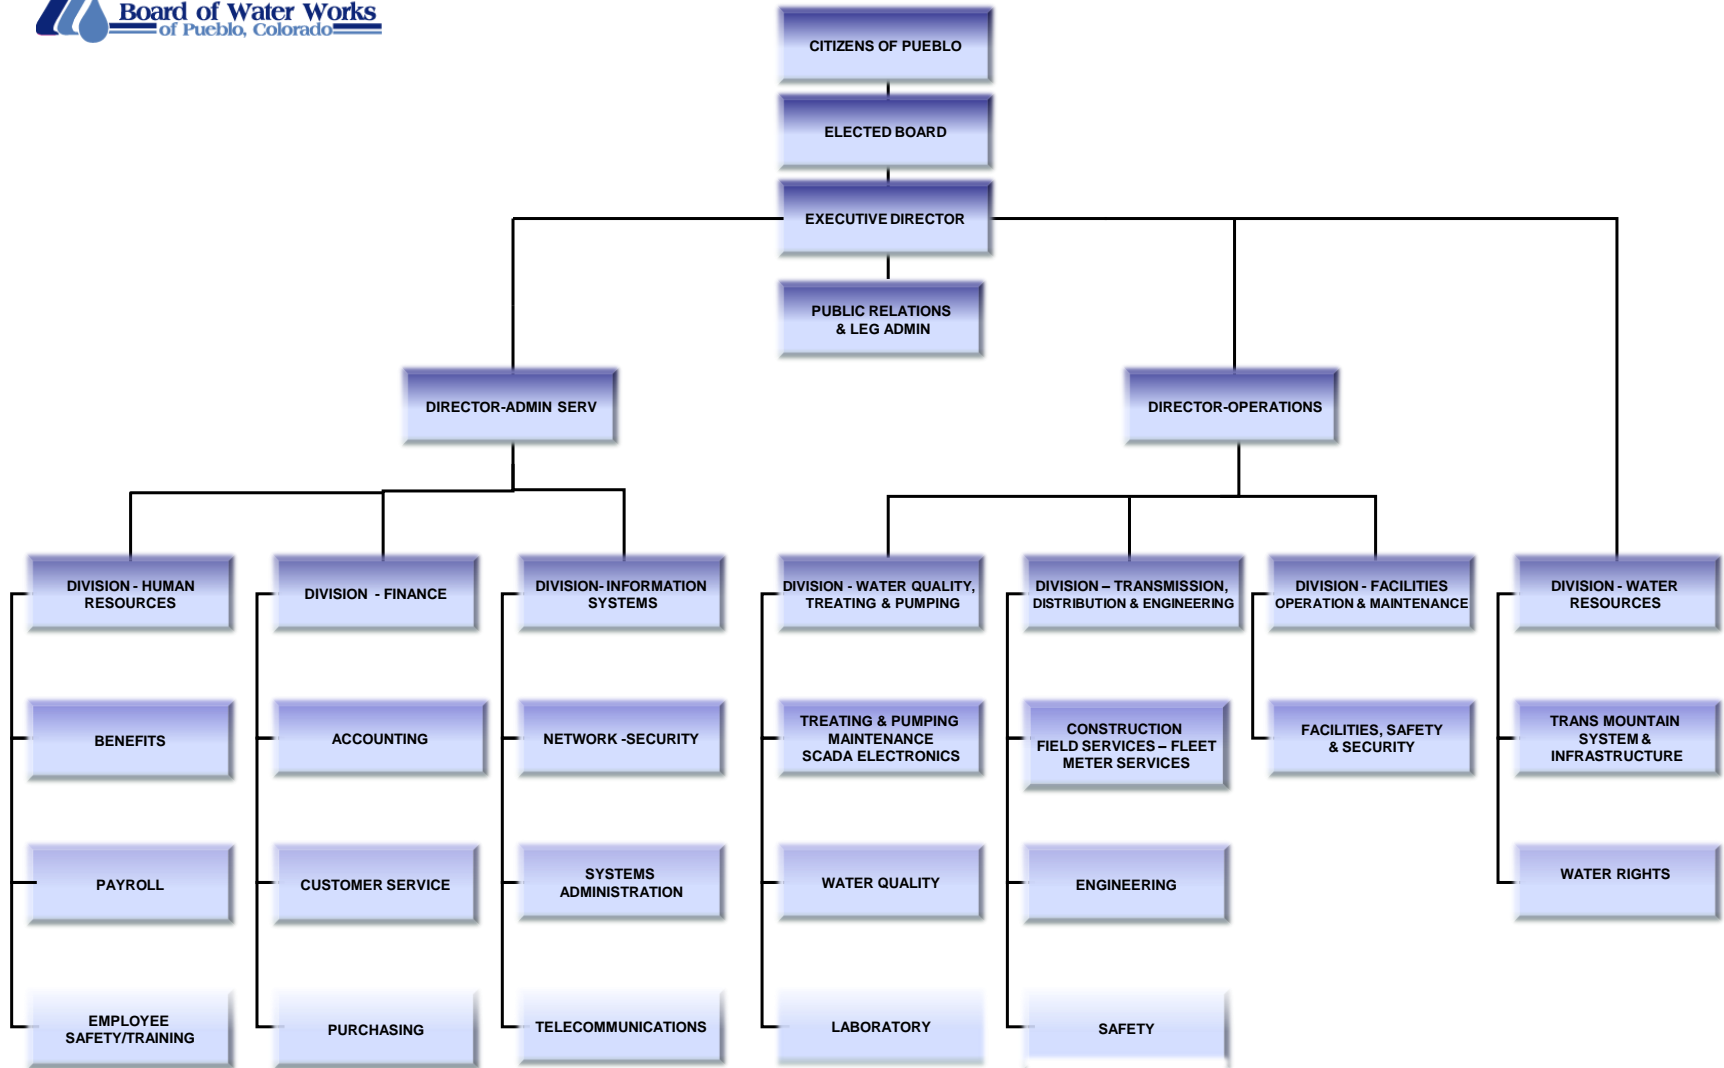 Board of Water Works
of Pueblo, Colorado
CITIZENS OF PUEBLO
ELECTED BOARD
EXECUTIVE DIRECTOR
PUBLIC RELATIONS
& LEG ADMIN
DIRECTOR-ADMIN SERV
DIRECTOR-OPERATIONS
DIVISION - HUMAN
RESOURCES
DIVISION - FINANCE
DIVISION- INFORMATION
SYSTEMS
DIVISION - WATER QUALITY,
TREATING & PUMPING
DIVISION – TRANSMISSION,
DISTRIBUTION & ENGINEERING
DIVISION - FACILITIES
OPERATION & MAINTENANCE
DIVISION - WATER
RESOURCES
BENEFITS
ACCOUNTING
NETWORK -SECURITY
TREATING & PUMPING
MAINTENANCE
SCADA ELECTRONICS
CONSTRUCTION
FIELD SERVICES – FLEET
METER SERVICES
FACILITIES, SAFETY
& SECURITY
TRANS MOUNTAIN
SYSTEM &
INFRASTRUCTURE
PAYROLL
CUSTOMER SERVICE
SYSTEMS
ADMINISTRATION
WATER QUALITY
ENGINEERING
WATER RIGHTS
EMPLOYEE
SAFETY/TRAINING
PURCHASING
TELECOMMUNICATIONS
LABORATORY
SAFETY